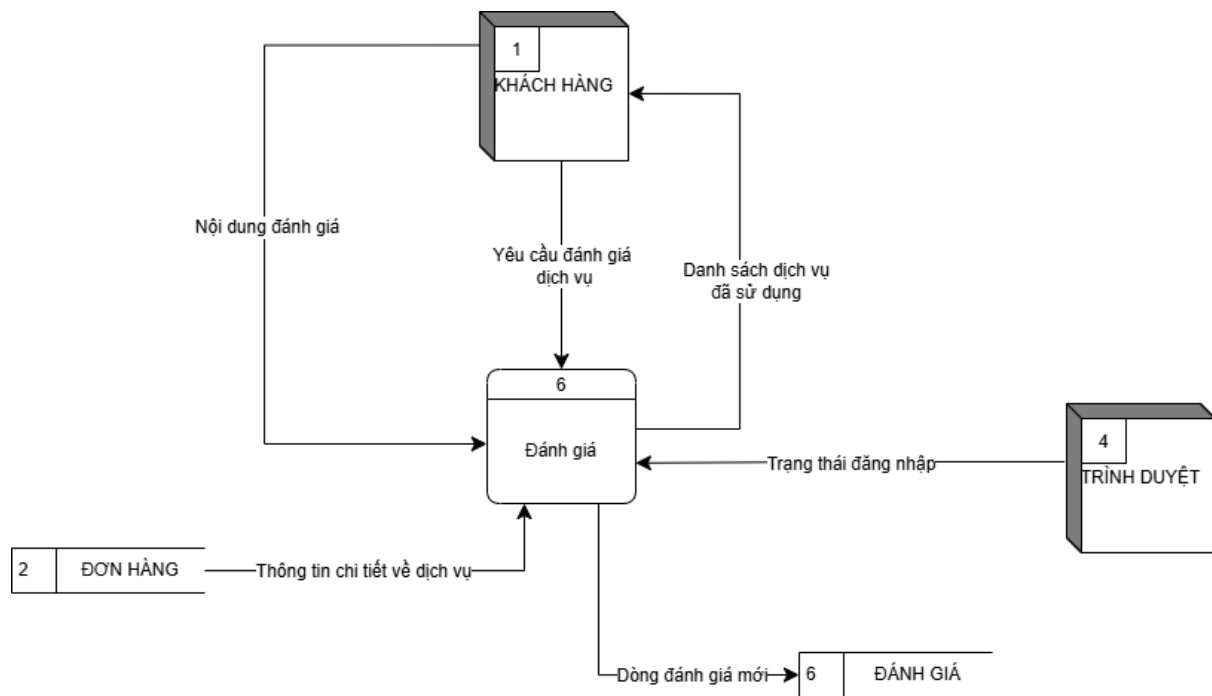 1
KHÁCH HÀNG
Nội dung đánh giá
Yêu cầu đánh giá
dịch vụ
Danh sách dịch vụ
đã sử dụng
6
Đánh giá
4
TRÌNH DUYỆT
Trạng thái đăng nhập
2
ĐƠN HÀNG
Thông tin chi tiết về dịch vụ
Dòng đánh giá mới
6
ĐÁNH GIÁ